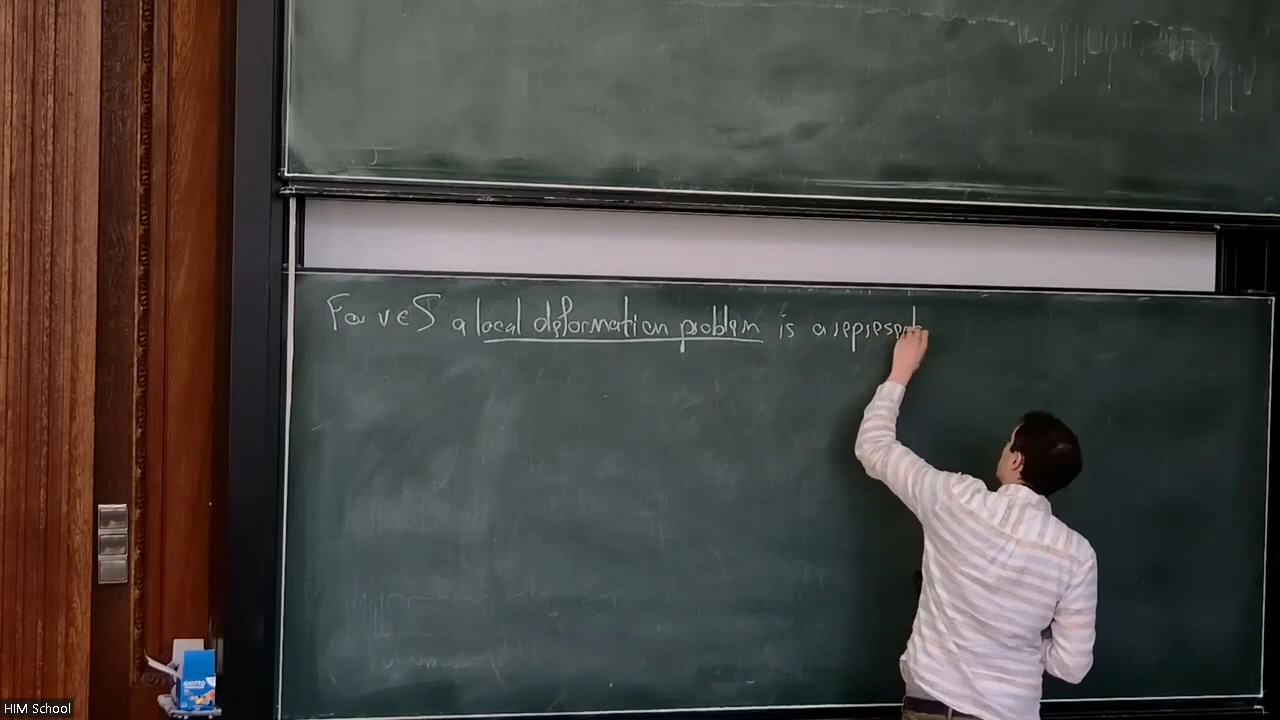 For v∈S a local deformation problem is a represent
HIM School